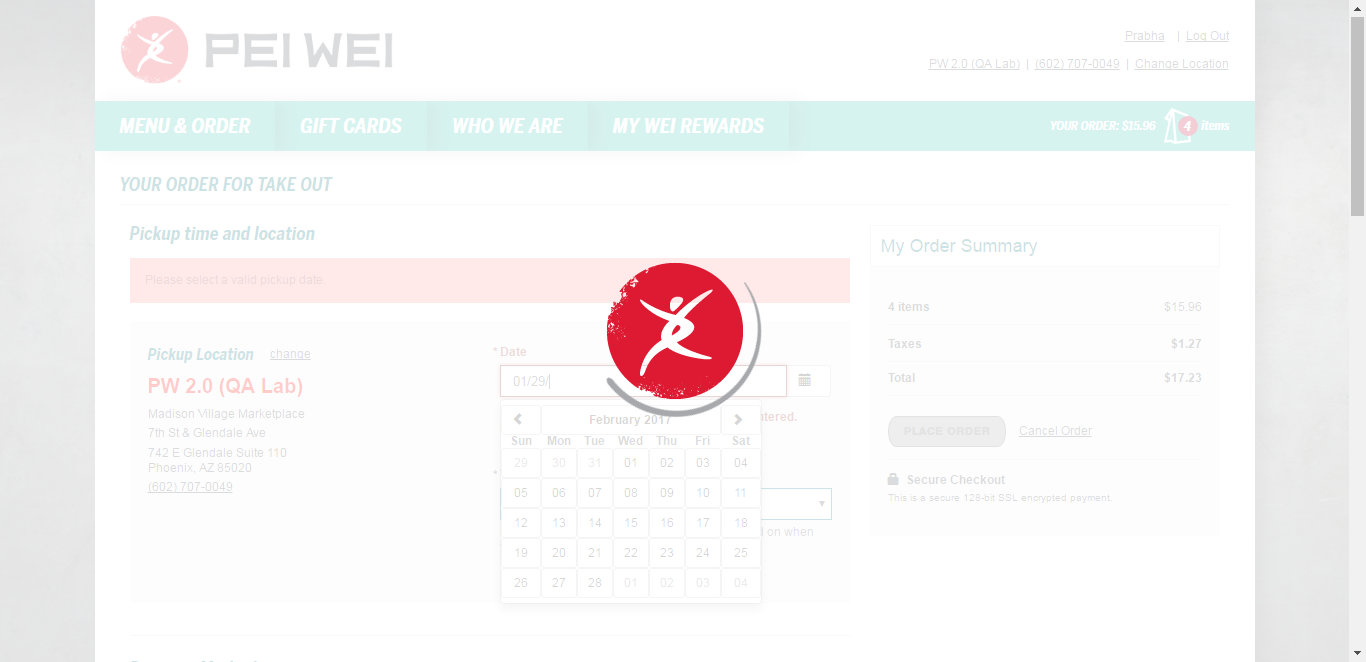 PEI WEI
Prabha | Log Out
PW 2.0 (QA Lab) | (602) 707-0049 | Change Location
MENU & ORDER
GIFT CARDS
WHO WE ARE
MY WEI REWARDS
YOUR ORDER: $15.96 4 items
YOUR ORDER FOR TAKE OUT
Pickup time and location
Please select a valid pickup date.
Pickup Location change
PW 2.0 (QA Lab)
Madison Village Marketplace
7th St & Glendale Ave
742 E Glendale Suite 110
Phoenix, AZ 85020
(602) 707-0049
* Date
01/29/
ntered.
February 2017
Sun Mon Tue Wed Thu Fri Sat
29 30 31 01 02 03 04
05 06 07 08 09 10 11
12 13 14 15 16 17 18
19 20 21 22 23 24 25
26 27 28 01 02 03 04
*
on when
My Order Summary
4 items $15.96
Taxes $1.27
Total $17.23
PLACE ORDER Cancel Order
Secure Checkout
This is a secure 128-bit SSL encrypted payment.